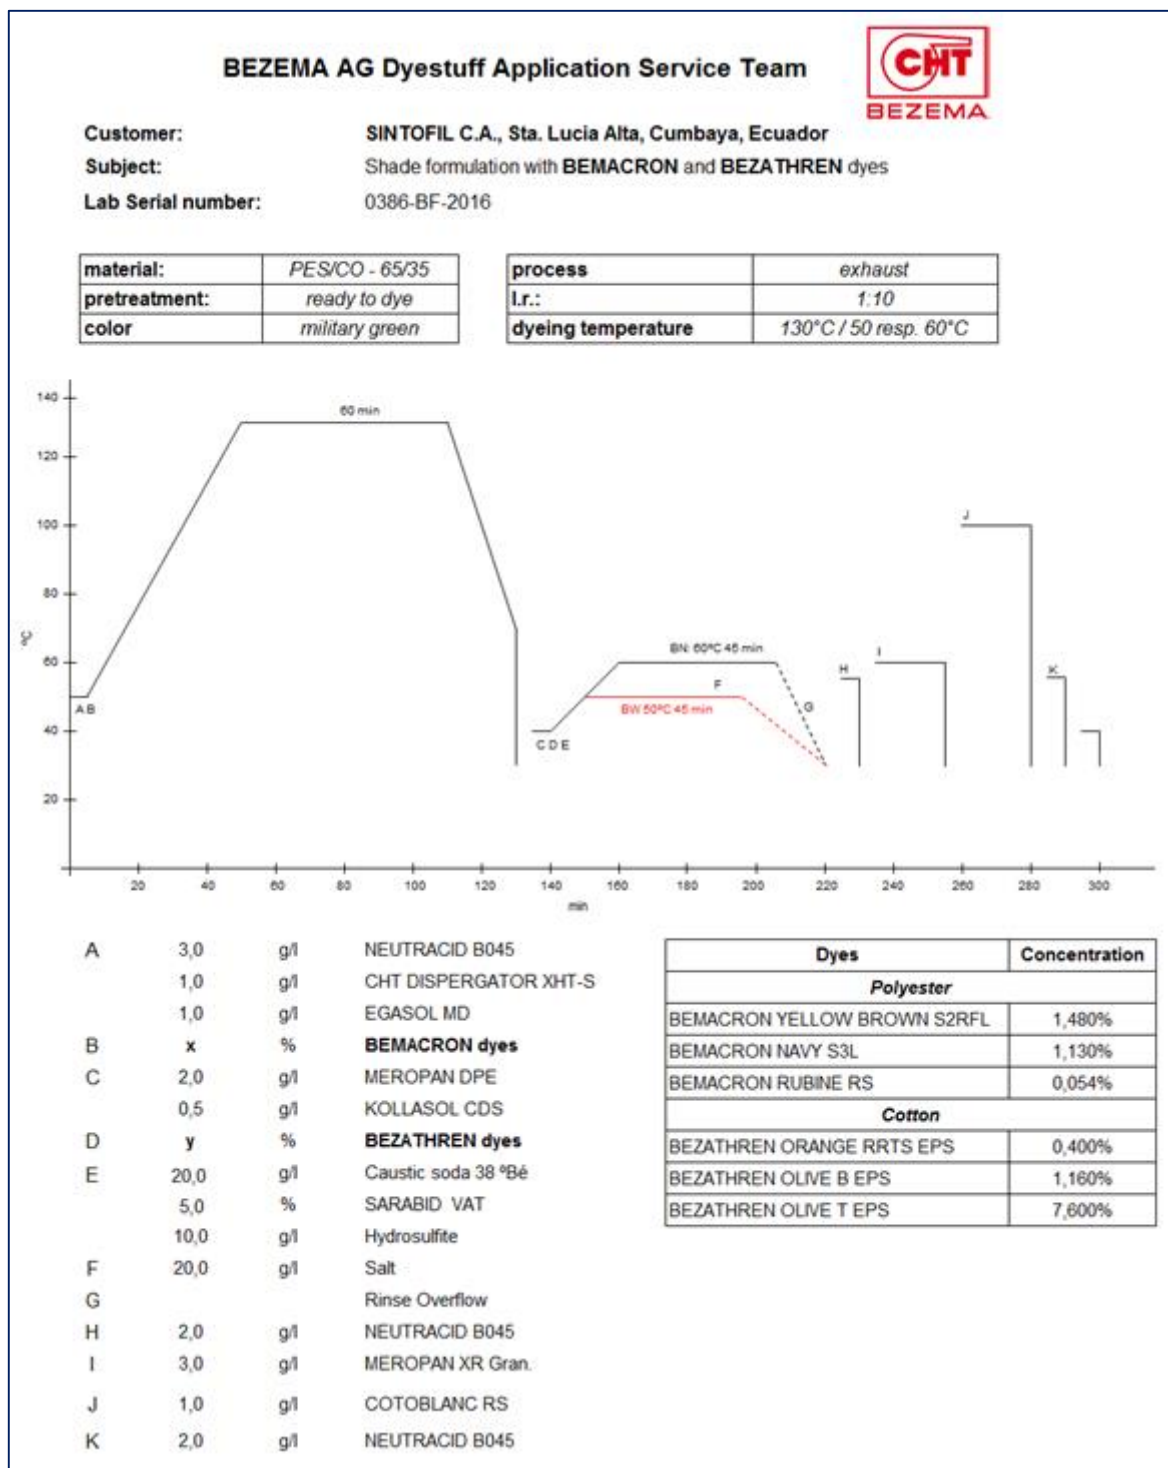 BEZEMA AG Dyestuff Application Service Team
CHT
BEZEMA
Customer: SINTOFIL C.A., Sta. Lucia Alta, Cumbaya, Ecuador
Subject: Shade formulation with BEMACRON and BEZATHREN dyes
Lab Serial number: 0386-BF-2016
material: PES/CO - 65/35
pretreatment: ready to dye
color military green
process exhaust
l.r.: 1:10
dyeing temperature 130°C / 50 resp. 60°C
140
120
100
80
60
40
20
ºC
60 min
A B
C D E
BN: 60ºC 45 min
F
BW 50ºC 45 min
G
H
I
J
K
20 40 60 80 100 120 140 160 180 200 220 240 260 280 300
min
A 3,0 g/l NEUTRACID B045
1,0 g/l CHT DISPERGATOR XHT-S
1,0 g/l EGASOL MD
B x % BEMACRON dyes
C 2,0 g/l MEROPAN DPE
0,5 g/l KOLLASOL CDS
D y % BEZATHREN dyes
E 20,0 g/l Caustic soda 38 ºBé
5,0 % SARABID VAT
10,0 g/l Hydrosulfite
F 20,0 g/l Salt
G Rinse Overflow
H 2,0 g/l NEUTRACID B045
I 3,0 g/l MEROPAN XR Gran.
J 1,0 g/l COTOBLANC RS
K 2,0 g/l NEUTRACID B045
Dyes Concentration
Polyester
BEMACRON YELLOW BROWN S2RFL 1,480%
BEMACRON NAVY S3L 1,130%
BEMACRON RUBINE RS 0,054%
Cotton
BEZATHREN ORANGE RRTS EPS 0,400%
BEZATHREN OLIVE B EPS 1,160%
BEZATHREN OLIVE T EPS 7,600%